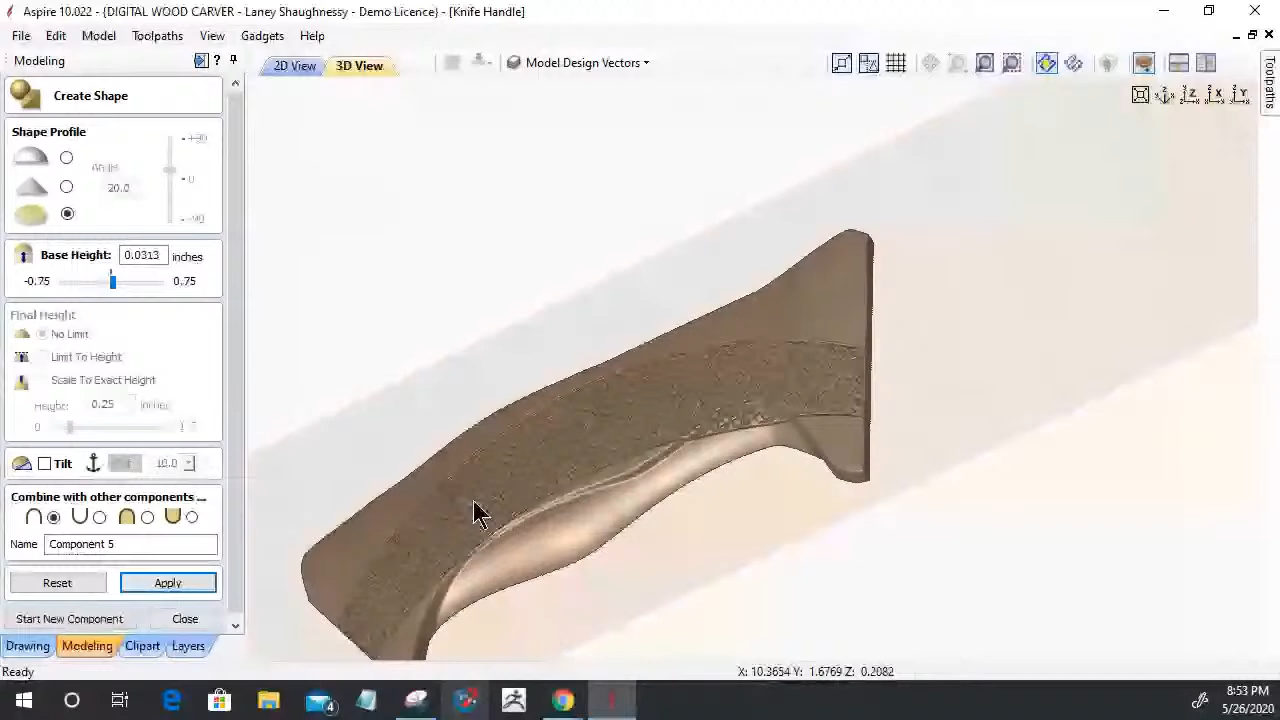 Aspire 10.022 - {DIGITAL WOOD CARVER - Laney Shaughnessy - Demo Licence} - [Knife Handle]
File Edit Model Toolpaths View Gadgets Help
Modeling ?
2D View 3D View Model Design Vectors
Toolpaths
Z X Y
Create Shape
Shape Profile
Angle
20.0
0
-90
Base Height: 0.0313 inches
-0.75 0.75
Final Height
No Limit
Limit To Height
Scale To Exact Height
Height: 0.25 inches
0
Tilt 10.0
Combine with other components ...
Name Component 5
Reset Apply
Start New Component Close
Drawing Modeling Clipart Layers
Ready X: 10.3654 Y: 1.6769 Z: 0.2082
4
8:53 PM
5/26/2020